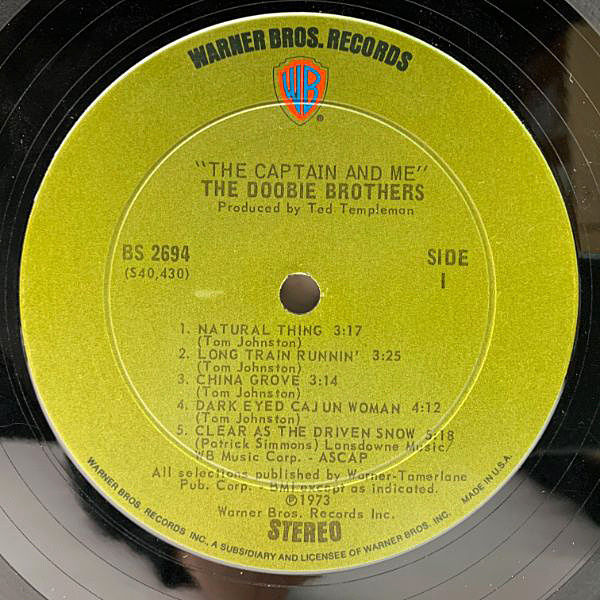 WARNER BROS. RECORDS
WB ®
"THE CAPTAIN AND ME"
THE DOOBIE BROTHERS
Produced by Ted Templeman
BS 2694
(S40,430)
SIDE
1
1. NATURAL THING 3:17
(Tom Johnston)
2. LONG TRAIN RUNNIN' 3:25
(Tom Johnston)
3. CHINA GROVE 3:14
(Tom Johnston)
4. DARK EYED CAJUN WOMAN 4:12
(Tom Johnston)
5. CLEAR AS THE DRIVEN SNOW 5:18
(Patrick Simmons) Lansdowne Music/
WB Music Corp. - ASCAP
All selections published by Warner-Tamerlane
Pub. Corp. - BMI except as indicated.
℗1973
Warner Bros. Records Inc.
STEREO
WARNER BROS. RECORDS INC., A SUBSIDIARY AND LICENSEE OF WARNER BROS. INC. MADE IN U.S.A.